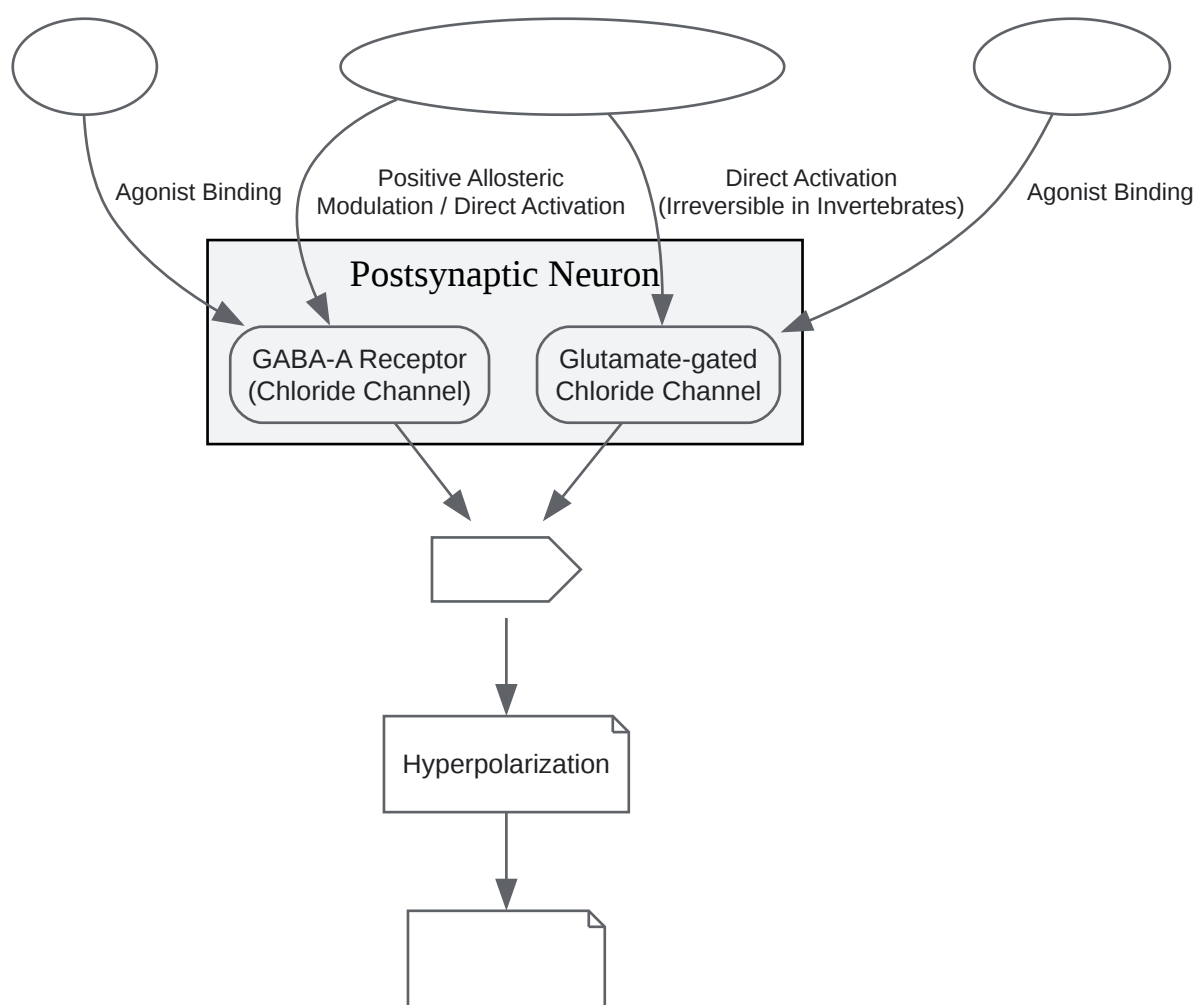 Agonist Binding
Positive Allosteric
Modulation / Direct Activation
Direct Activation
(Irreversible in Invertebrates)
Agonist Binding
Postsynaptic Neuron
GABA-A Receptor
(Chloride Channel)
Glutamate-gated
Chloride Channel
Hyperpolarization